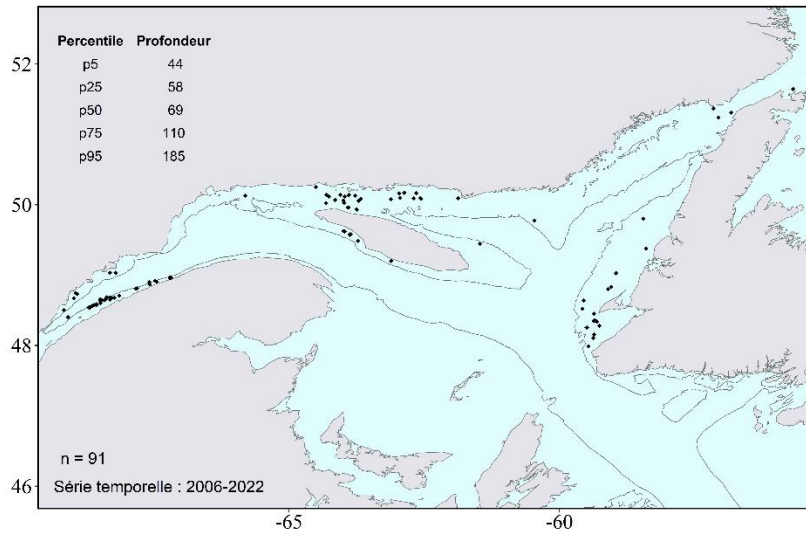 Percentile Profondeur
p5 44
p25 58
p50 69
p75 110
p95 185
52
50
48
46
n = 91
Série temporelle : 2006-2022
-65 -60